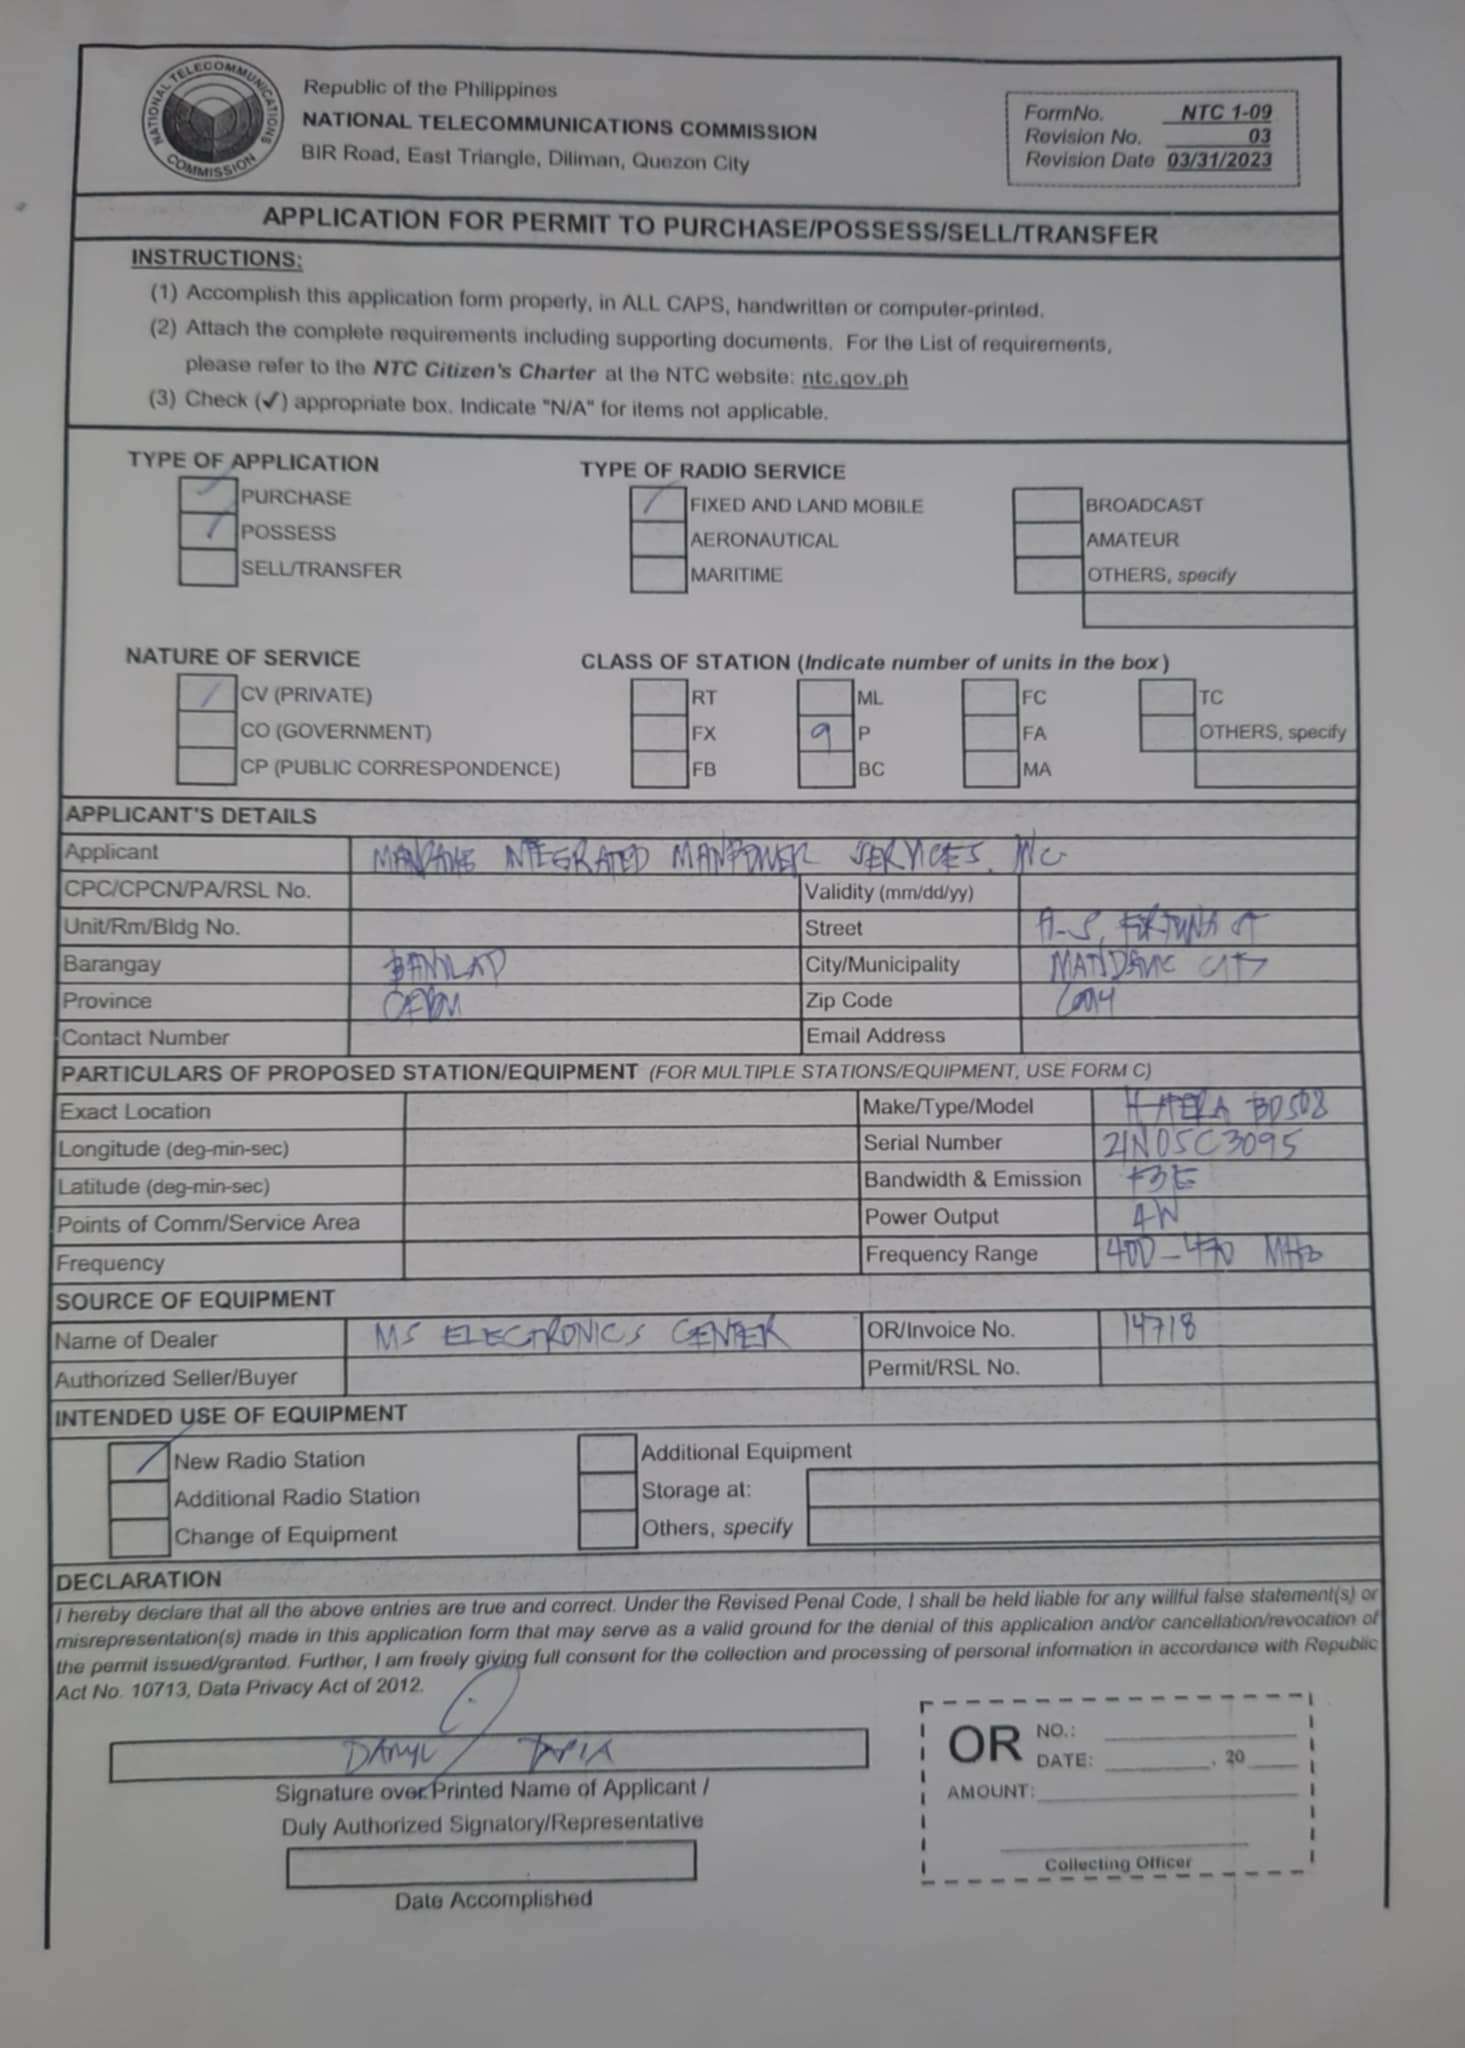 NATIONAL TELECOMMUNICATIONS COMMISSION
Republic of the Philippines
NATIONAL TELECOMMUNICATIONS COMMISSION
BIR Road, East Triangle, Diliman, Quezon City
FormNo. NTC 1-09
Revision No. 03
Revision Date 03/31/2023
APPLICATION FOR PERMIT TO PURCHASE/POSSESS/SELL/TRANSFER
INSTRUCTIONS:
(1) Accomplish this application form properly, in ALL CAPS, handwritten or computer-printed.
(2) Attach the complete requirements including supporting documents. For the List of requirements,
please refer to the NTC Citizen's Charter at the NTC website: ntc.gov.ph
(3) Check (✓) appropriate box. Indicate "N/A" for items not applicable.
TYPE OF APPLICATION
PURCHASE
POSSESS
SELL/TRANSFER
TYPE OF RADIO SERVICE
FIXED AND LAND MOBILE
AERONAUTICAL
MARITIME
BROADCAST
AMATEUR
OTHERS, specify
NATURE OF SERVICE
CV (PRIVATE)
CO (GOVERNMENT)
CP (PUBLIC CORRESPONDENCE)
CLASS OF STATION (Indicate number of units in the box)
RT ML FC TC
FX 9 P FA OTHERS, specify
FB BC MA
APPLICANT'S DETAILS
Applicant INTEGRATED MANPOWER SERVICES, INC
CPC/CPCN/PA/RSL No. Validity (mm/dd/yy)
Unit/Rm/Bldg No. Street A-S, FORTUNA ST
Barangay BANILAD City/Municipality MANDAUE CITY
Province CEBU Zip Code 6014
Contact Number Email Address
PARTICULARS OF PROPOSED STATION/EQUIPMENT (FOR MULTIPLE STATIONS/EQUIPMENT, USE FORM C)
Exact Location Make/Type/Model BD508
Longitude (deg-min-sec) Serial Number 21N05C3095
Latitude (deg-min-sec) Bandwidth & Emission F3E
Points of Comm/Service Area Power Output 4W
Frequency Frequency Range 400-470 MHz
SOURCE OF EQUIPMENT
Name of Dealer MS ELECTRONICS CENTER OR/Invoice No. 14718
Authorized Seller/Buyer Permit/RSL No.
INTENDED USE OF EQUIPMENT
New Radio Station
Additional Radio Station
Change of Equipment
Additional Equipment
Storage at:
Others, specify
DECLARATION
I hereby declare that all the above entries are true and correct. Under the Revised Penal Code, I shall be held liable for any willful false statement(s) or
misrepresentation(s) made in this application form that may serve as a valid ground for the denial of this application and/or cancellation/revocation of
the permit issued/granted. Further, I am freely giving full consent for the collection and processing of personal information in accordance with Republic
Act No. 10713, Data Privacy Act of 2012.
DARYL TAPIA
Signature over Printed Name of Applicant /
Duly Authorized Signatory/Representative
Date Accomplished
OR NO.:
DATE: , 20
AMOUNT:
Collecting Officer